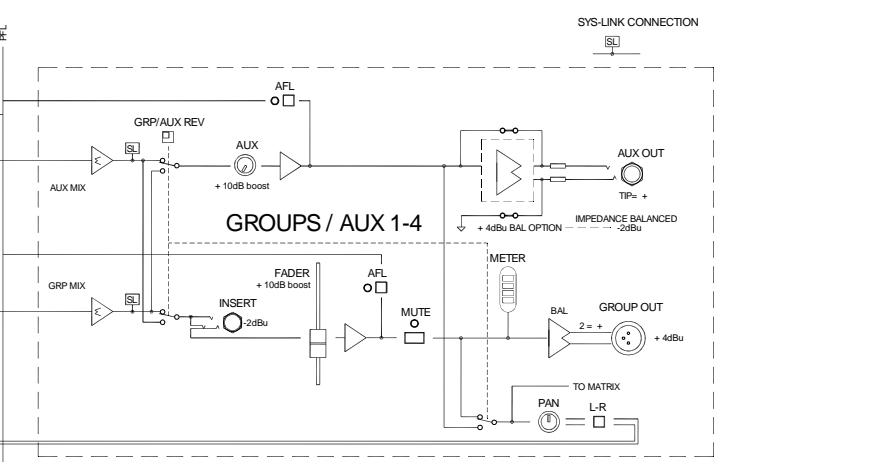 SYS-LINK CONNECTION
SL
PFL
AFL
GRP/AUX REV
SL
AUX
AUX OUT
AUX MIX
+ 10dB boost
TIP= +
GROUPS / AUX 1-4
+ 4dBu BAL OPTION
IMPEDANCE BALANCED
-2dBu
METER
GRP MIX
SL
FADER
+ 10dB boost
AFL
INSERT
-2dBu
MUTE
BAL
GROUP OUT
2 = +
+ 4dBu
TO MATRIX
PAN
L-R